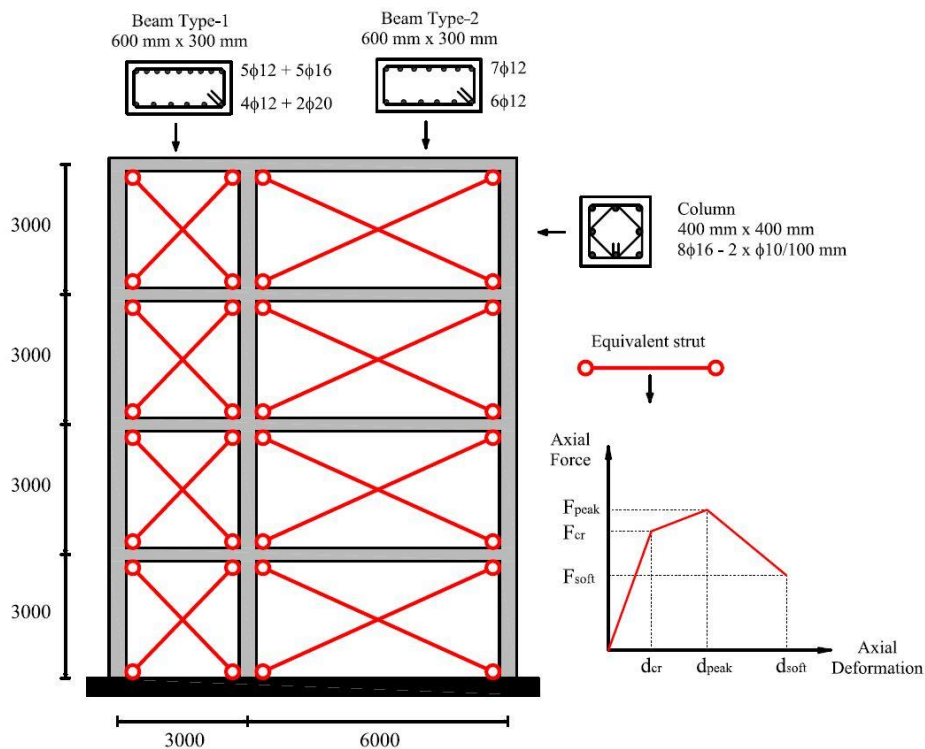 Beam Type-1
600 mm x 300 mm
5ϕ12 + 5ϕ16
4ϕ12 + 2ϕ20
Beam Type-2
600 mm x 300 mm
7ϕ12
6ϕ12
3000
3000
3000
3000
3000
6000
Column
400 mm x 400 mm
8ϕ16 - 2 x ϕ10/100 mm
Equivalent strut
Axial
Force
Fpeak
Fcr
Fsoft
dcr
dpeak
dsoft
Axial
Deformation